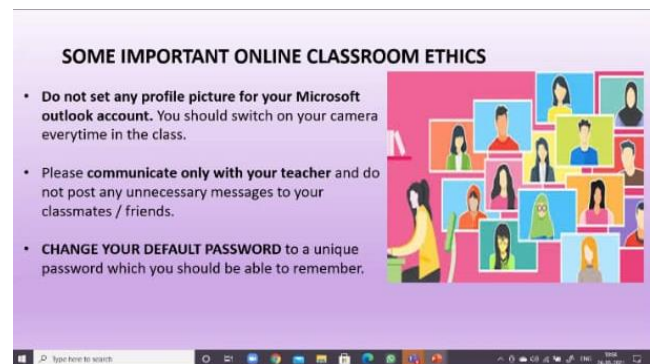 SOME IMPORTANT ONLINE CLASSROOM ETHICS
• Do not set any profile picture for your Microsoft
outlook account. You should switch on your camera
everytime in the class.
• Please communicate only with your teacher and do
not post any unnecessary messages to your
classmates / friends.
• CHANGE YOUR DEFAULT PASSWORD to a unique
password which you should be able to remember.
Type here to search
ENG